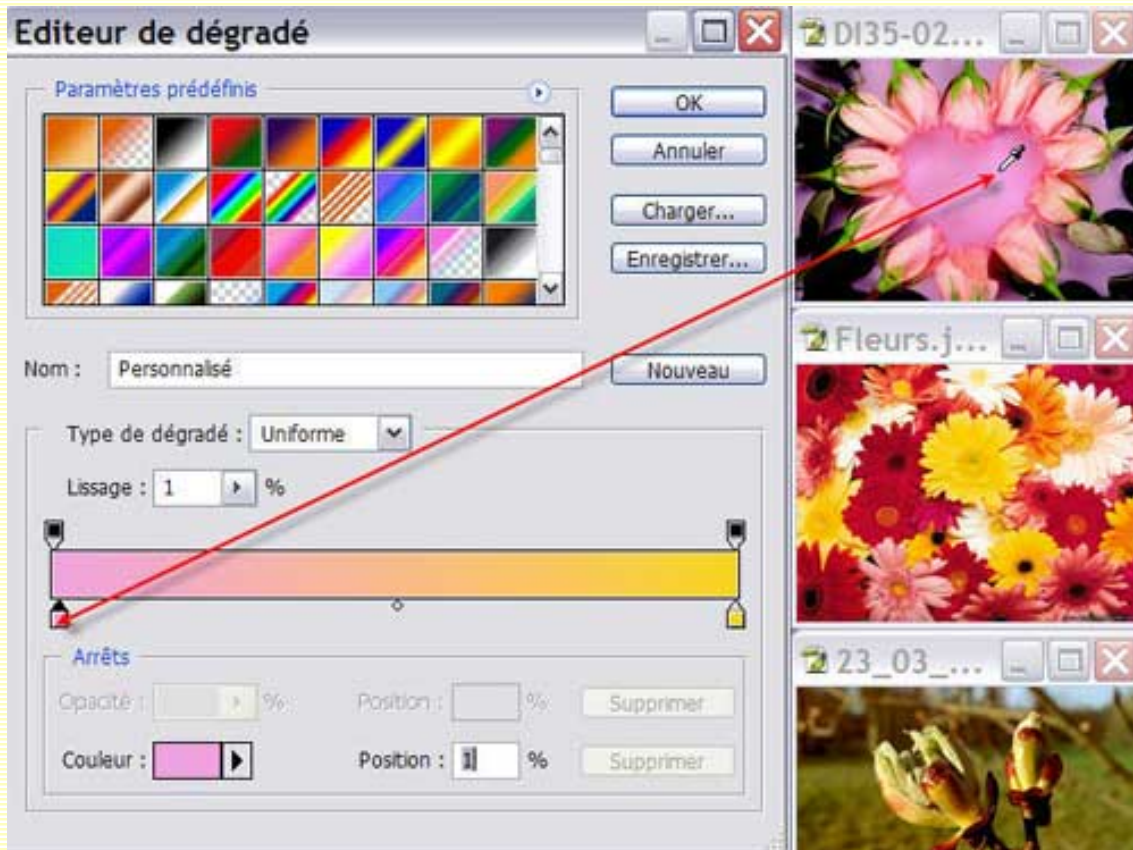 Editeur de dégradé
Paramètres prédéfinis
OK
Annuler
Charger...
Enregistrer...
Nom : Personnalisé
Nouveau
Type de dégradé : Uniforme
Lissage : 1 %
Arrêts
Opacité : % Position : % Supprimer
Couleur : Position : 1 % Supprimer
DI35-02...
Fleurs.j...
23_03_...